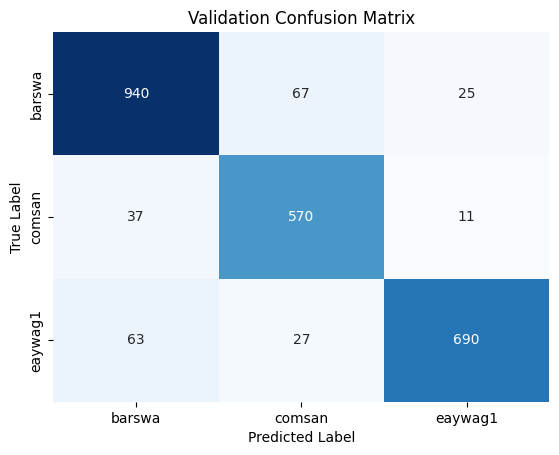 Validation Confusion Matrix
True Label
barswa
940 67 25
comsan
37 570 11
eaywag1
63 27 690
barswa comsan eaywag1
Predicted Label